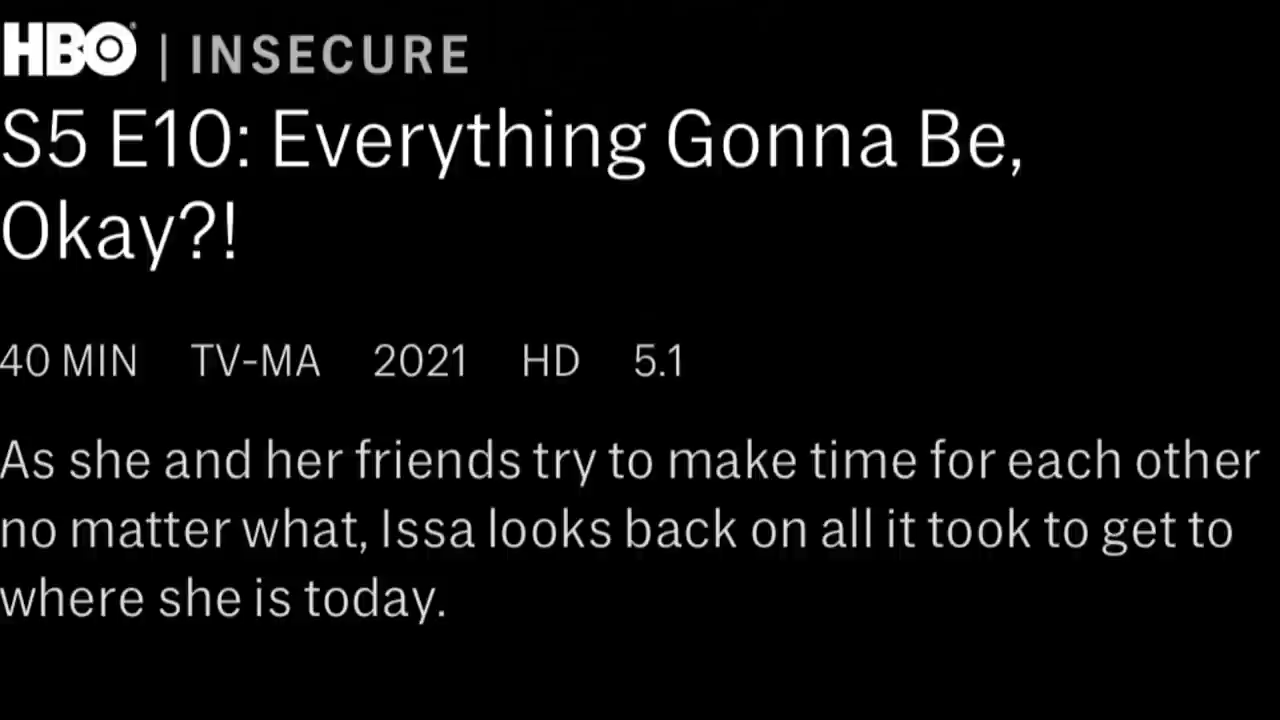 HBO® | INSECURE
S5 E10: Everything Gonna Be,
Okay?!
40 MIN TV-MA 2021 HD 5.1
As she and her friends try to make time for each other
no matter what, Issa looks back on all it took to get to
where she is today.